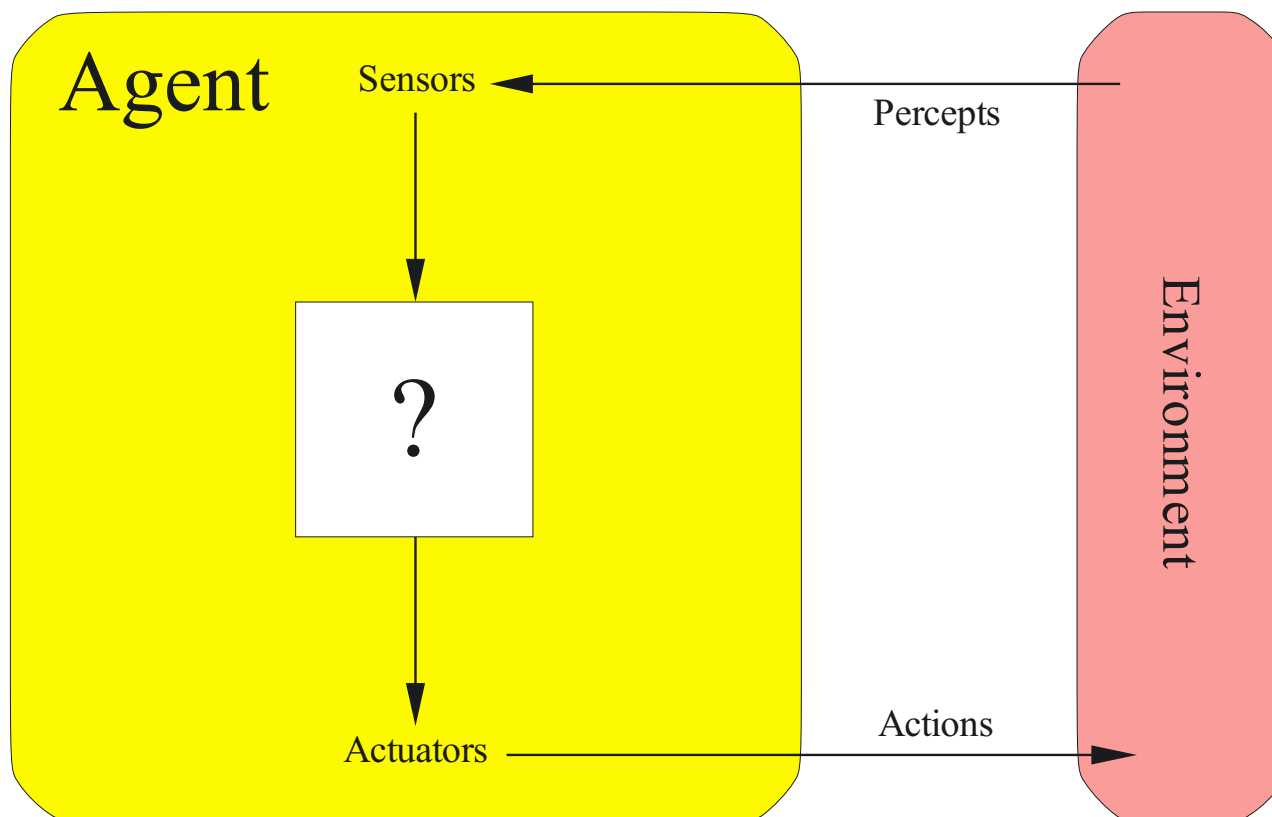 Agent
Sensors
Percepts
?
Environment
Actions
Actuators